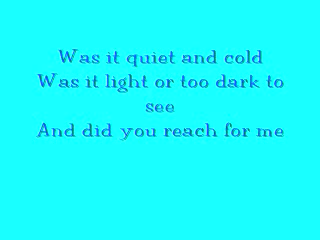 Was it quiet and cold
Was it light or too dark to
see
And did you reach for me